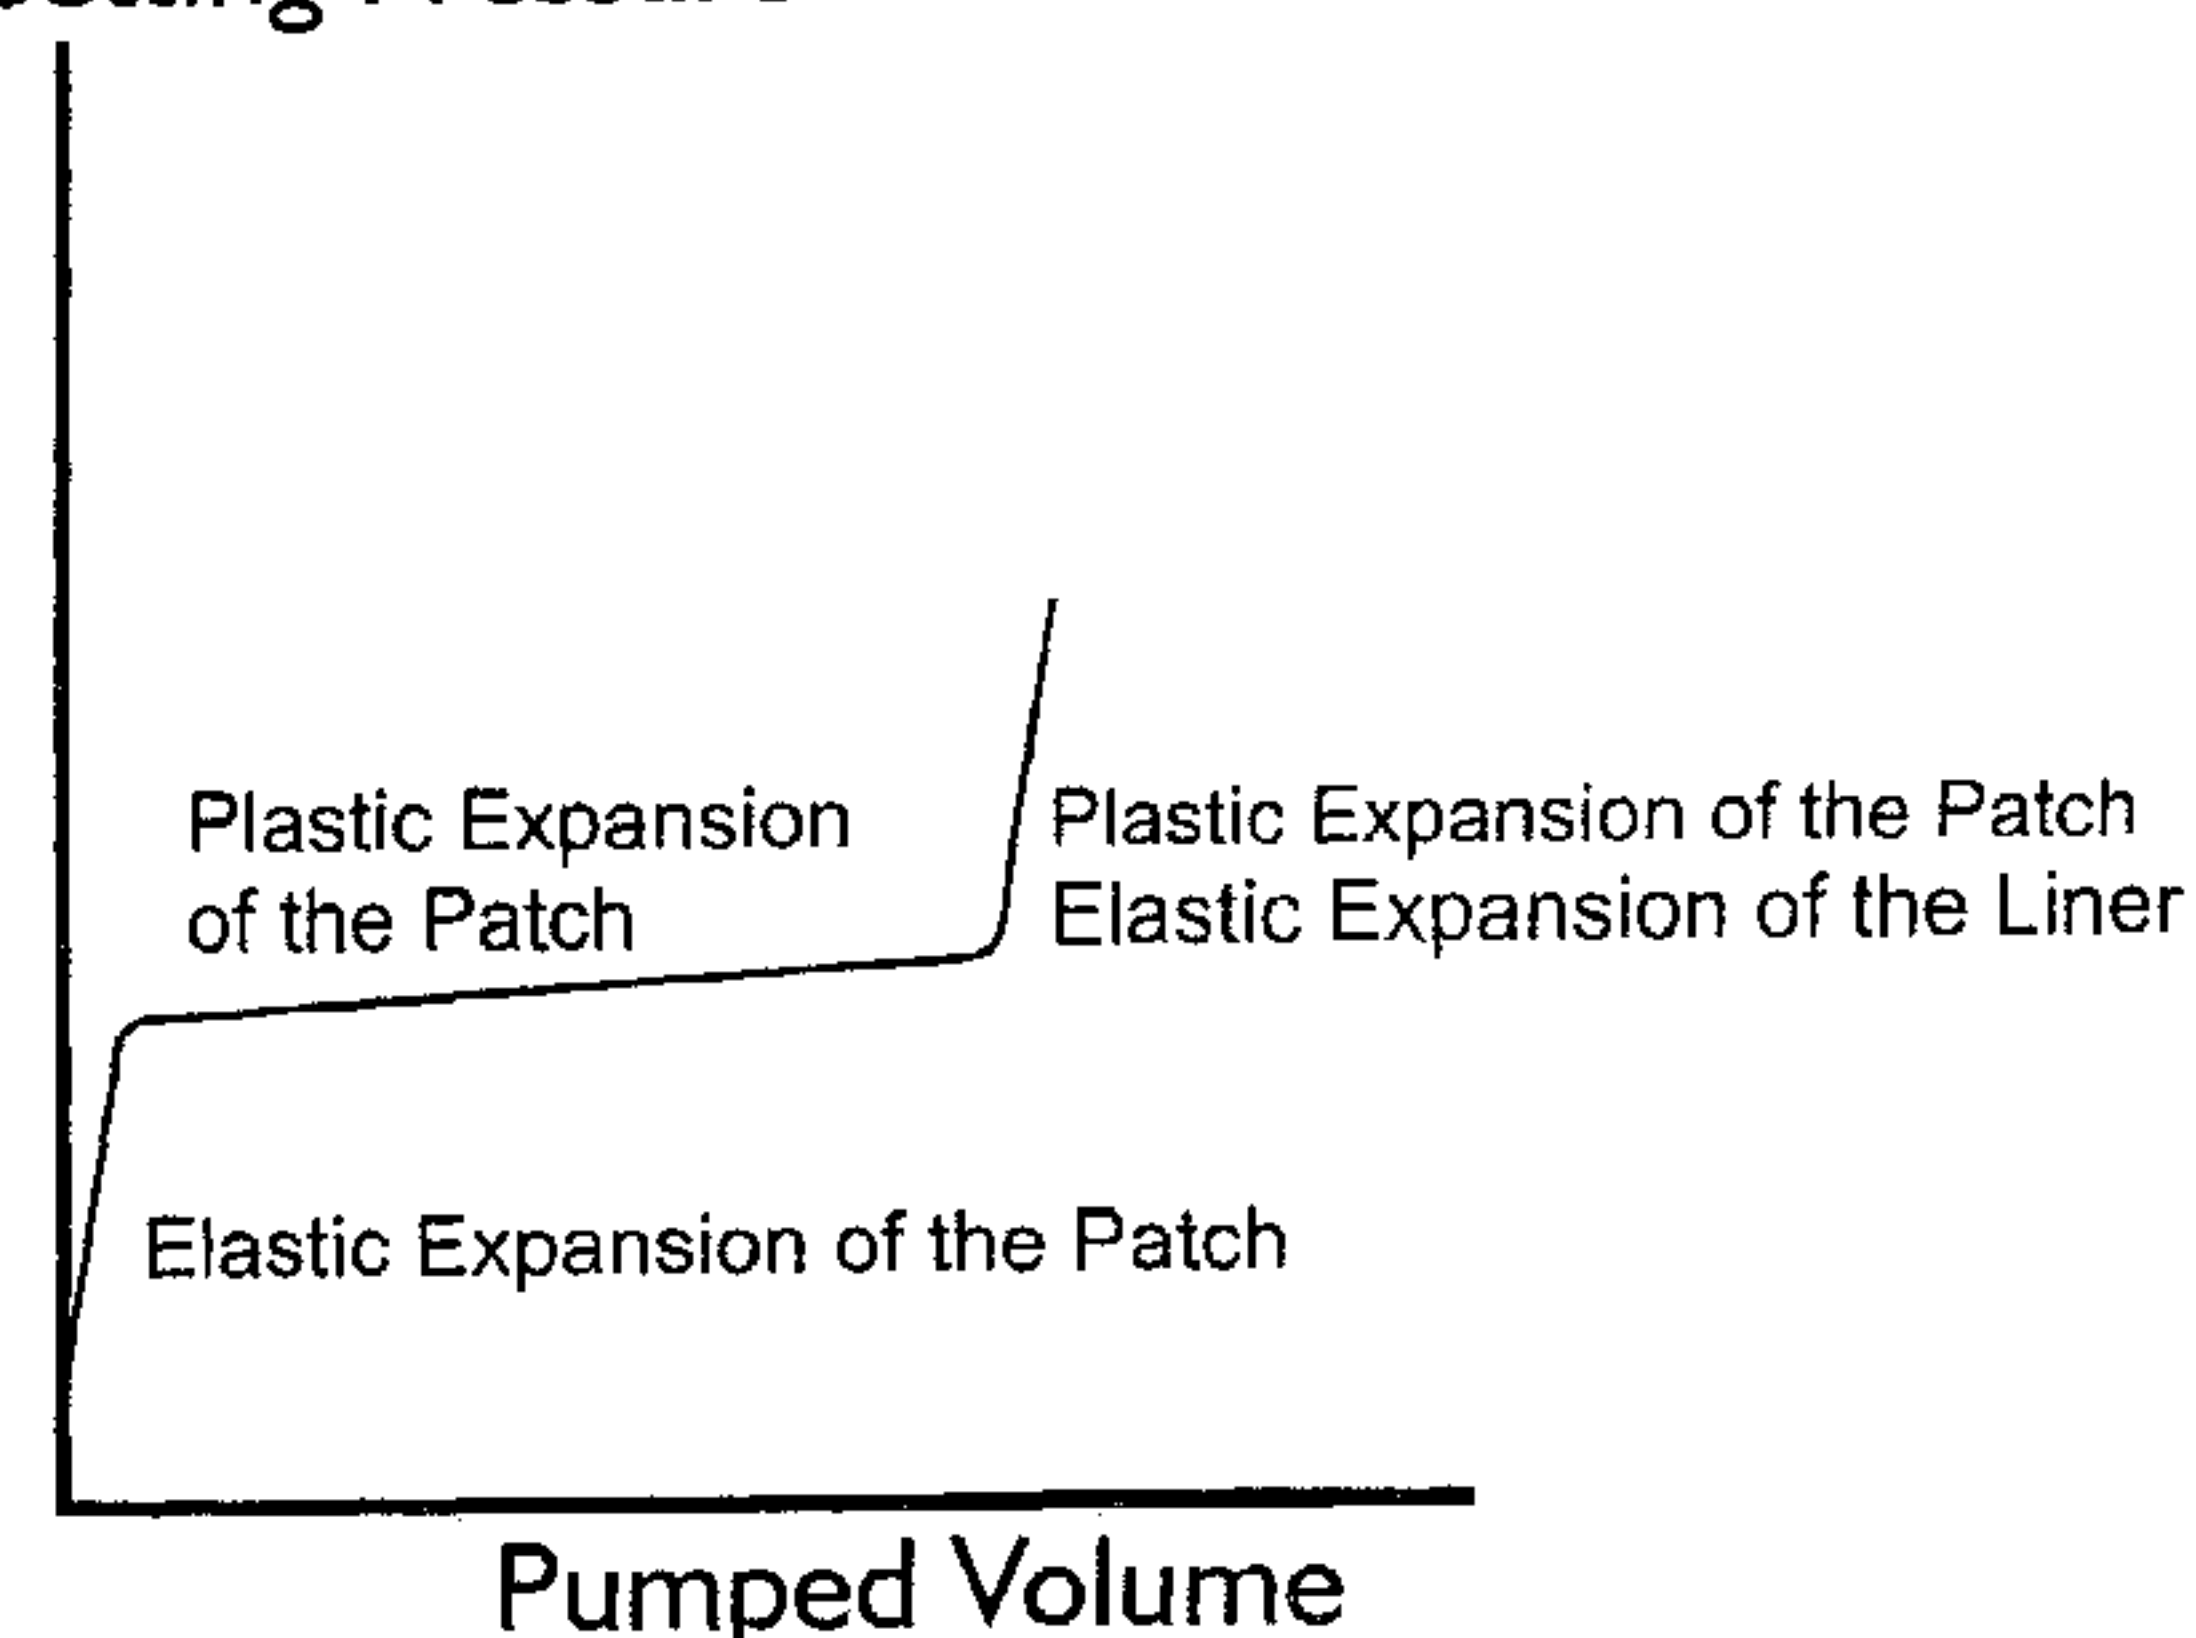 Plastic Expansion
of the Patch
Plastic Expansion of the Patch
Elastic Expansion of the Liner
Elastic Expansion of the Patch
Pumped Volume